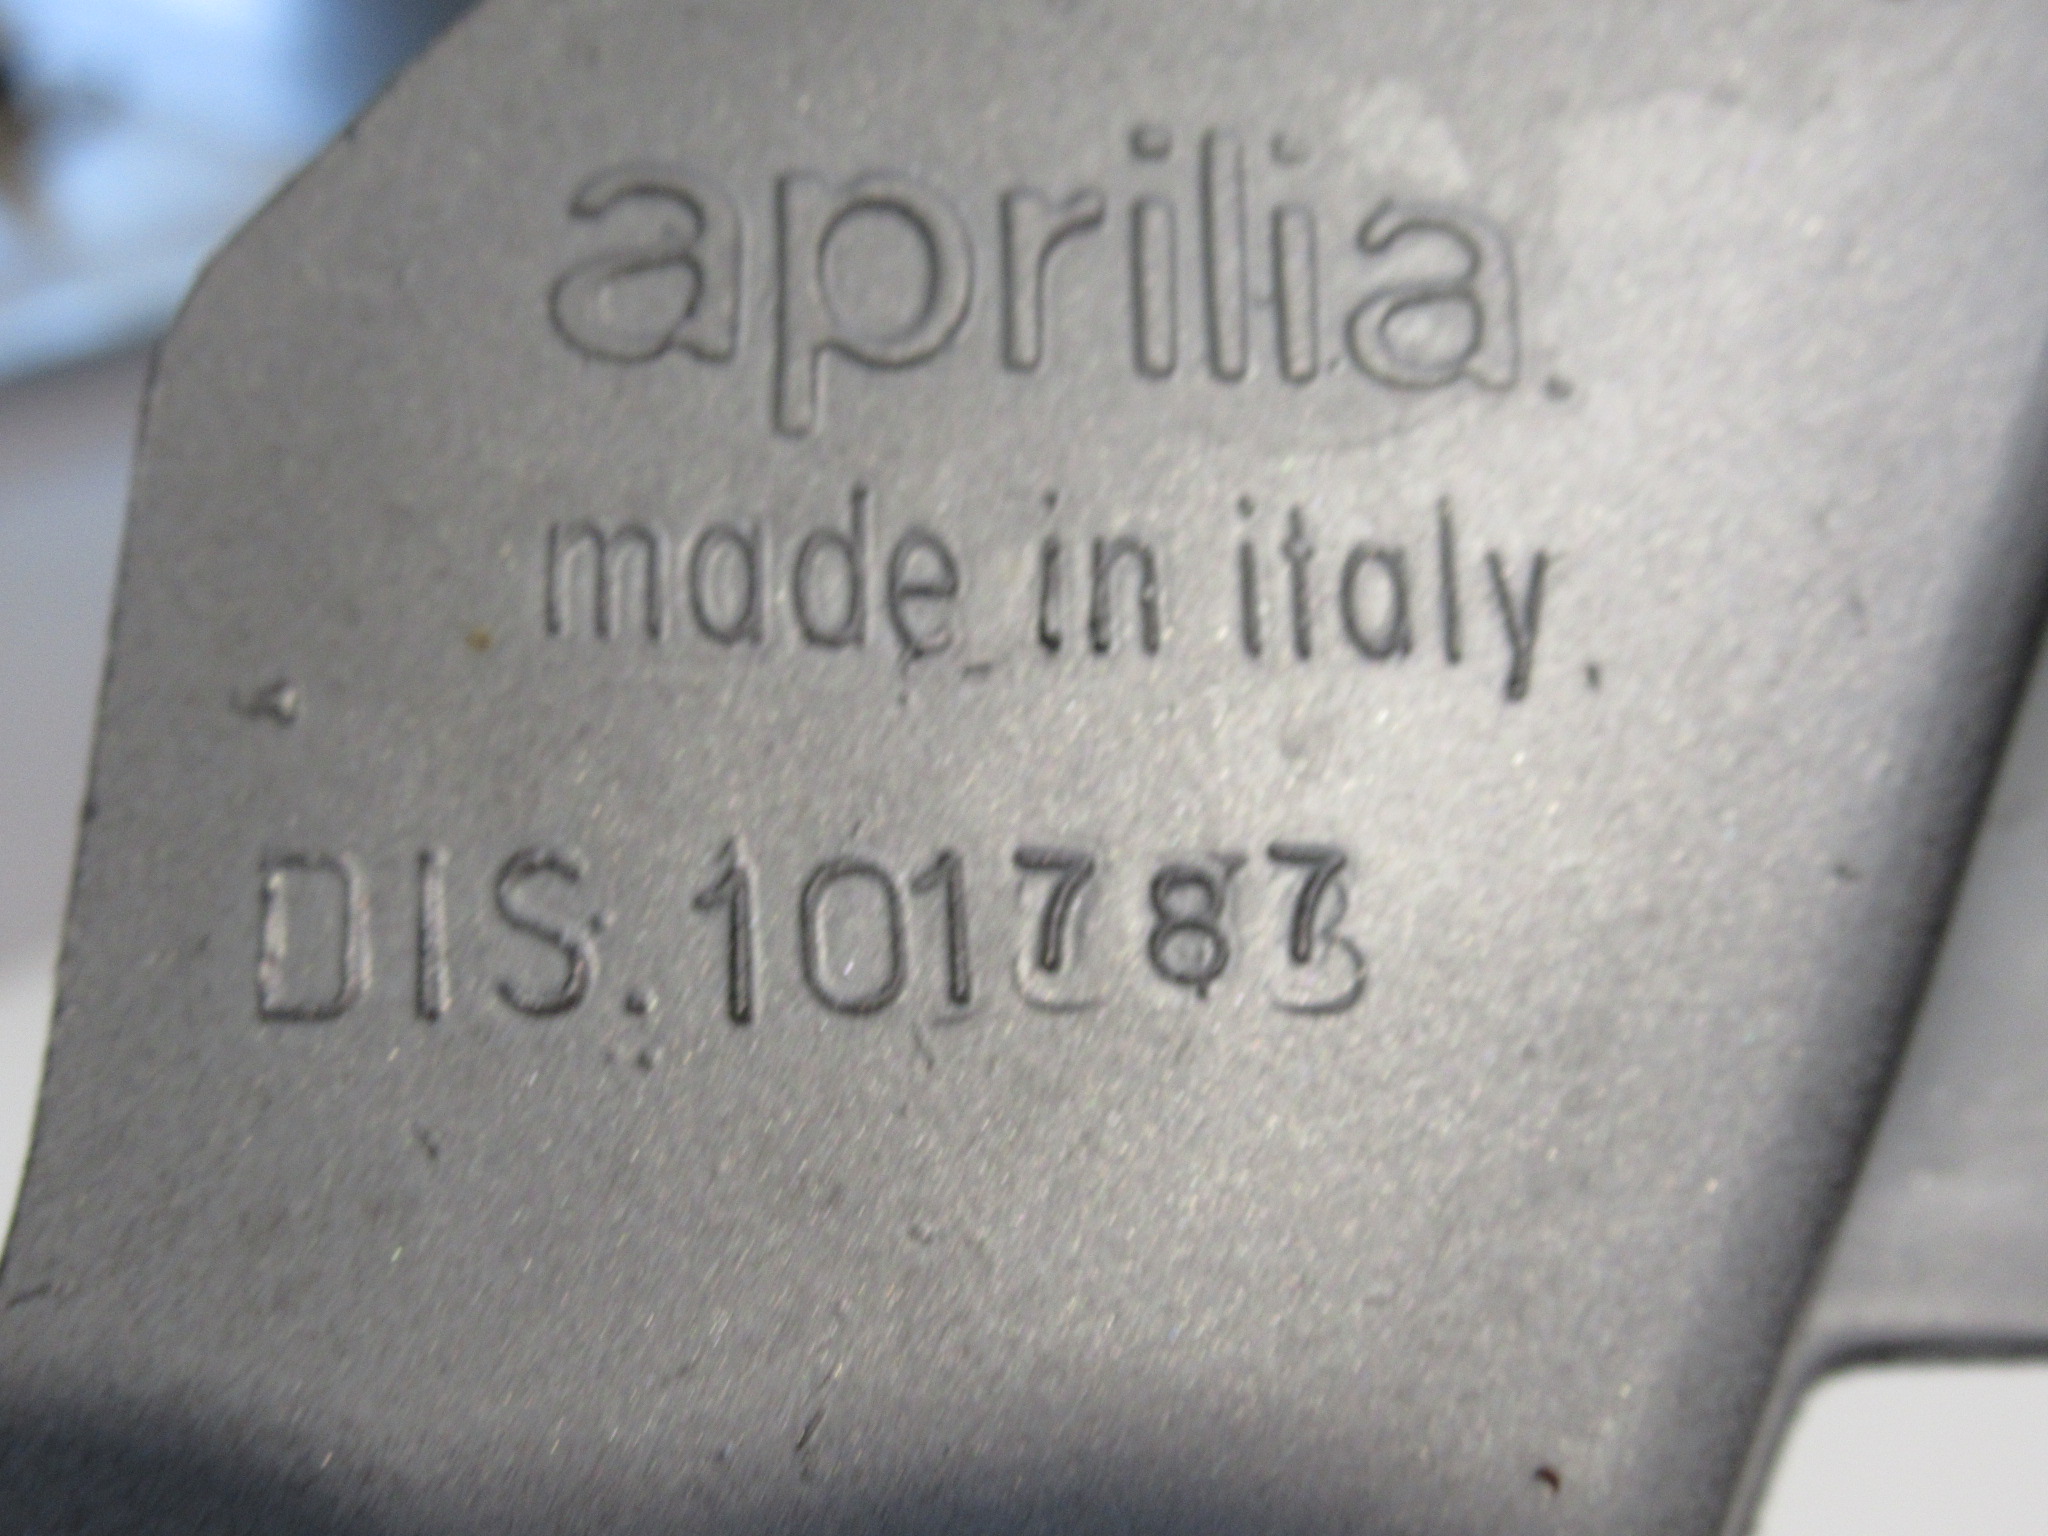 aprilia.
made in italy.
DIS.101787